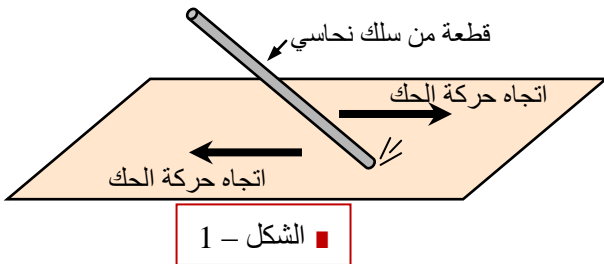 قطعة من سلك نحاسي
اتجاه حركة الحك
اتجاه حركة الحك
الشكل – 1